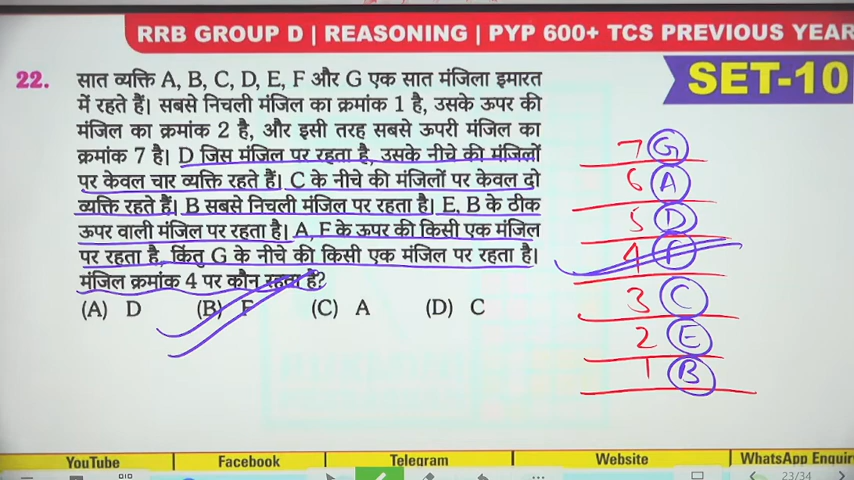 RRB GROUP D | REASONING | PYP 600+ TCS PREVIOUS YEAR
SET-10
22. सात व्यक्ति A, B, C, D, E, F और G एक सात मंजिला इमारत
में रहते हैं। सबसे निचली मंजिल का क्रमांक 1 है, उसके ऊपर की
मंजिल का क्रमांक 2 है, और इसी तरह सबसे ऊपरी मंजिल का
क्रमांक 7 है। D जिस मंजिल पर रहता है, उसके नीचे की मंजिलों
पर केवल चार व्यक्ति रहते हैं। C के नीचे की मंजिलों पर केवल दो
व्यक्ति रहते हैं। B सबसे निचली मंजिल पर रहता है। E, B के ठीक
ऊपर वाली मंजिल पर रहता है। A, F के ऊपर की किसी एक मंजिल
पर रहता है, किंतु G के नीचे की किसी एक मंजिल पर रहता है।
मंजिल क्रमांक 4 पर कौन रहता है?
(A) D (B) F (C) A (D) C
7 G
6 A
5 D
4 F
3 C
2 E
1 B
YouTube Facebook Telegram Website WhatsApp Enquir
23/34